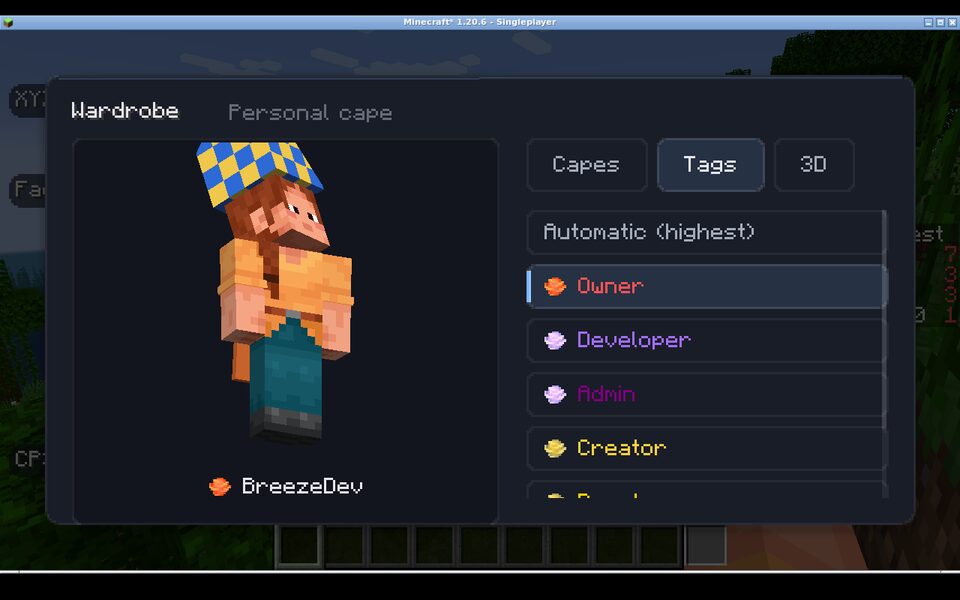 Minecraft* 1.20.6 - Singleplayer
Wardrobe
Personal cape
Capes
Tags
3D
Automatic (highest)
Owner
Developer
Admin
Creator
BreezeDev